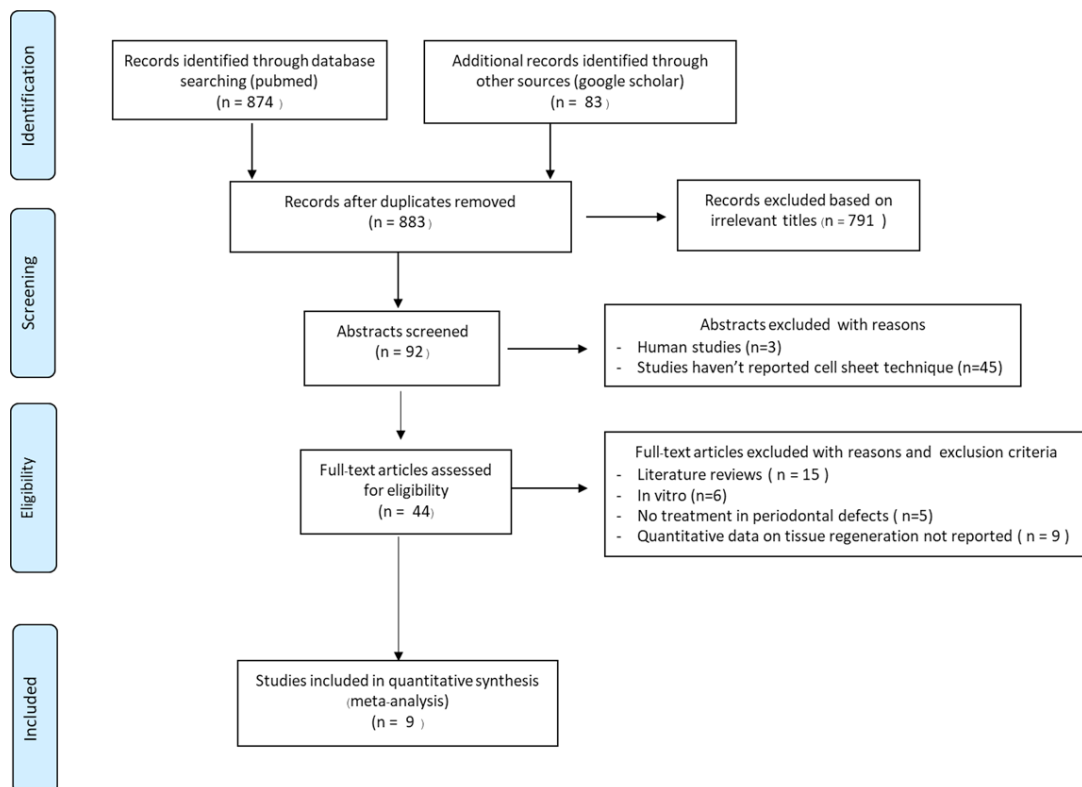 Identification
Records identified through database
searching (pubmed)
(n = 874 )
Additional records identified through
other sources (google scholar)
(n = 83 )
Records after duplicates removed
(n = 883)
Records excluded based on
irrelevant titles (n = 791 )
Screening
Abstracts screened
(n = 92)
Abstracts excluded with reasons
- Human studies (n=3)
- Studies haven’t reported cell sheet technique (n=45)
Eligibility
Full-text articles assessed
for eligibility
(n = 44)
Full-text articles excluded with reasons and exclusion criteria
- Literature reviews ( n = 15 )
- In vitro (n=6)
- No treatment in periodontal defects ( n=5)
- Quantitative data on tissue regeneration not reported ( n = 9 )
Included
Studies included in quantitative synthesis
(meta-analysis)
(n = 9 )